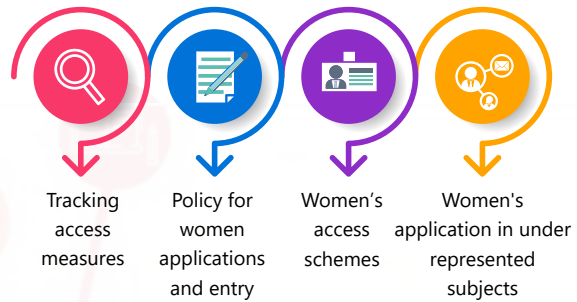 Tracking
access
measures
Policy for
women
applications
and entry
Women’s
access
schemes
Women's
application in under
represented
subjects